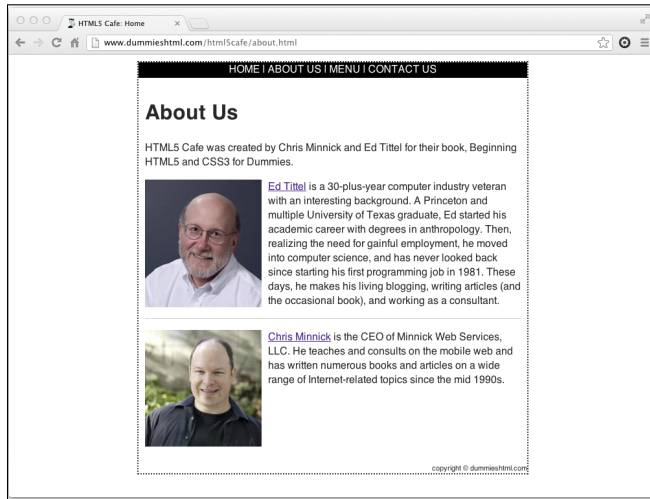 HTML5 Cafe: Home
www.dummieshtml.com/html5cafe/about.html
HOME | ABOUT US | MENU | CONTACT US
About Us
HTML5 Cafe was created by Chris Minnick and Ed Tittel for their book, Beginning
HTML5 and CSS3 for Dummies.
Ed Tittel is a 30-plus-year computer industry veteran
with an interesting background. A Princeton and
multiple University of Texas graduate, Ed started his
academic career with degrees in anthropology. Then,
realizing the need for gainful employment, he moved
into computer science, and has never looked back
since starting his first programming job in 1981. These
days, he makes his living blogging, writing articles (and
the occasional book), and working as a consultant.
Chris Minnick is the CEO of Minnick Web Services,
LLC. He teaches and consults on the mobile web and
has written numerous books and articles on a wide
range of Internet-related topics since the mid 1990s.
copyright © dummieshtml.com